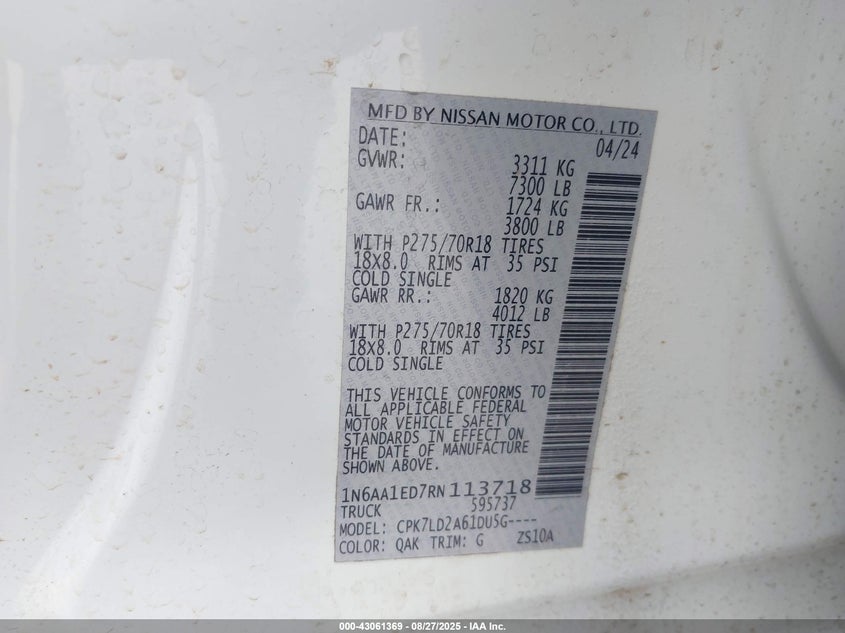 MFD BY NISSAN MOTOR CO., LTD.
DATE: 04/24
GVWR: 3311 KG
7300 LB
GAWR FR.: 1724 KG
3800 LB
WITH P275/70R18 TIRES
18X8.0 RIMS AT 35 PSI
COLD SINGLE
GAWR RR.: 1820 KG
4012 LB
WITH P275/70R18 TIRES
18X8.0 RIMS AT 35 PSI
COLD SINGLE
THIS VEHICLE CONFORMS TO
ALL APPLICABLE FEDERAL
MOTOR VEHICLE SAFETY
STANDARDS IN EFFECT ON
THE DATE OF MANUFACTURE
SHOWN ABOVE.
1N6AA1ED7RN113718
TRUCK 595737
MODEL: CPK7LD2A61DU5G----
COLOR: QAK TRIM: G ZS10A
000-43061369 - 08/27/2025 - IAA Inc.